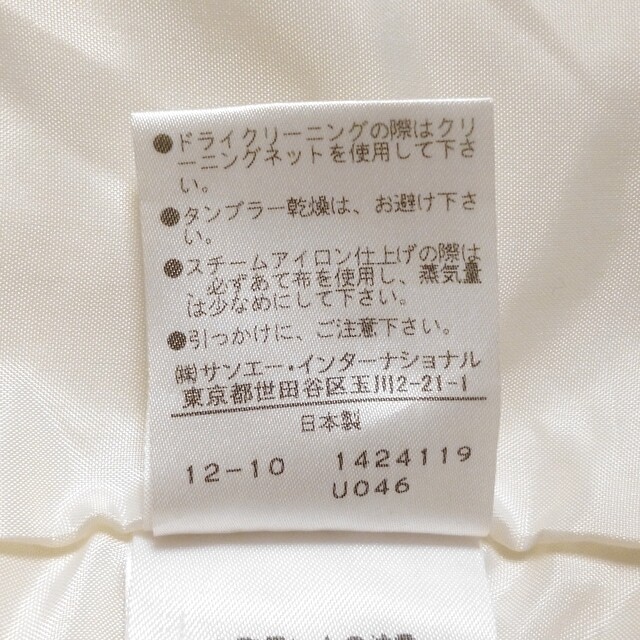 ●ドライクリーニングの際はクリ
ーニングネットを使用して下さ
い。
●タンブラー乾燥は、お避け下さ
い。
●スチームアイロン仕上げの際は
、必ずあて布を使用し、蒸気量
は少なめにして下さい。
●引つかけに、ご注意下さい。
㈱サンエー・インターナショナル
東京都世田谷区玉川2-21-1
日本製
12-10 1424119
U046